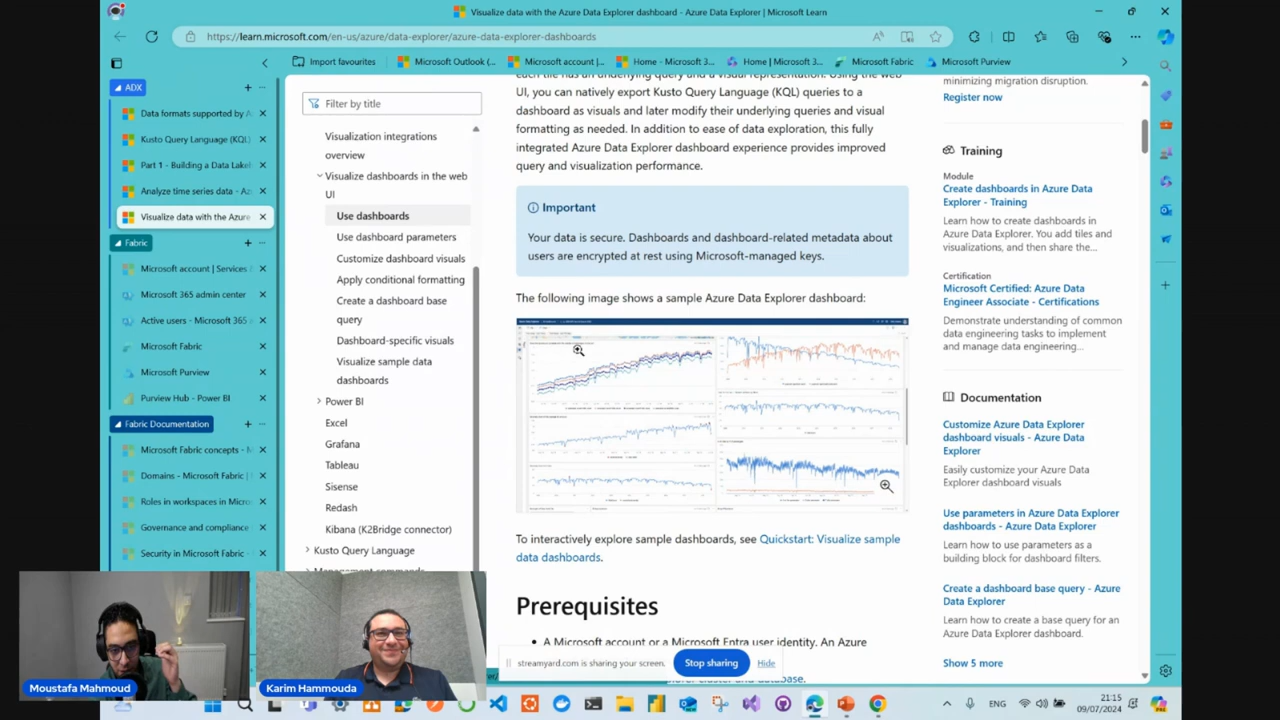 Visualize data with the Azure Data Explorer dashboard - Azure Data Explorer | Microsoft Learn
https://learn.microsoft.com/en-us/azure/data-explorer/azure-data-explorer-dashboards
Import favourites
Microsoft Outlook (...
Microsoft account |...
Home - Microsoft 3...
Home | Microsoft 3...
Microsoft Fabric
Microsoft Purview
ADX
Data formats supported by A
Kusto Query Language (KQL)
Part 1 - Building a Data Lakeh
Analyze time series data - Az
Visualize data with the Azure
Fabric
Microsoft account | Services &
Microsoft 365 admin center
Active users - Microsoft 365
Microsoft Fabric
Microsoft Purview
Purview Hub - Power BI
Fabric Documentation
Microsoft Fabric concepts - M
Domains - Microsoft Fabric |
Roles in workspaces in Micro
Governance and compliance
Security in Microsoft Fabric -
Filter by title
Visualization integrations
overview
Visualize dashboards in the web
UI
Use dashboards
Use dashboard parameters
Customize dashboard visuals
Apply conditional formatting
Create a dashboard base
query
Dashboard-specific visuals
Visualize sample data
dashboards
Power BI
Excel
Grafana
Tableau
Sisense
Redash
Kibana (K2Bridge connector)
Kusto Query Language
Management commands
each tile has an underlying query and a visual representation. Using the web
UI, you can natively export Kusto Query Language (KQL) queries to a
dashboard as visuals and later modify their underlying queries and visual
formatting as needed. In addition to ease of data exploration, this fully
integrated Azure Data Explorer dashboard experience provides improved
query and visualization performance.
Important
Your data is secure. Dashboards and dashboard-related metadata about
users are encrypted at rest using Microsoft-managed keys.
The following image shows a sample Azure Data Explorer dashboard:
To interactively explore sample dashboards, see Quickstart: Visualize sample
data dashboards.
Prerequisites
• A Microsoft account or a Microsoft Entra user identity. An Azure
cluster and database.
minimizing migration disruption.
Register now
Training
Module
Create dashboards in Azure Data
Explorer - Training
Learn how to create dashboards in
Azure Data Explorer. You add tiles and
visualizations, and then share the...
Certification
Microsoft Certified: Azure Data
Engineer Associate - Certifications
Demonstrate understanding of common
data engineering tasks to implement
and manage data engineering...
Documentation
Customize Azure Data Explorer
dashboard visuals - Azure Data
Explorer
Easily customize your Azure Data
Explorer dashboard visuals
Use parameters in Azure Data Explorer
dashboards - Azure Data Explorer
Learn how to use parameters as a
building block for dashboard filters.
Create a dashboard base query - Azure
Data Explorer
Learn how to create a base query for an
Azure Data Explorer dashboard.
Show 5 more
streamyard.com is sharing your screen.
Stop sharing
Hide
Moustafa Mahmoud
Karim Hammouda
ENG
21:15
09/07/2024